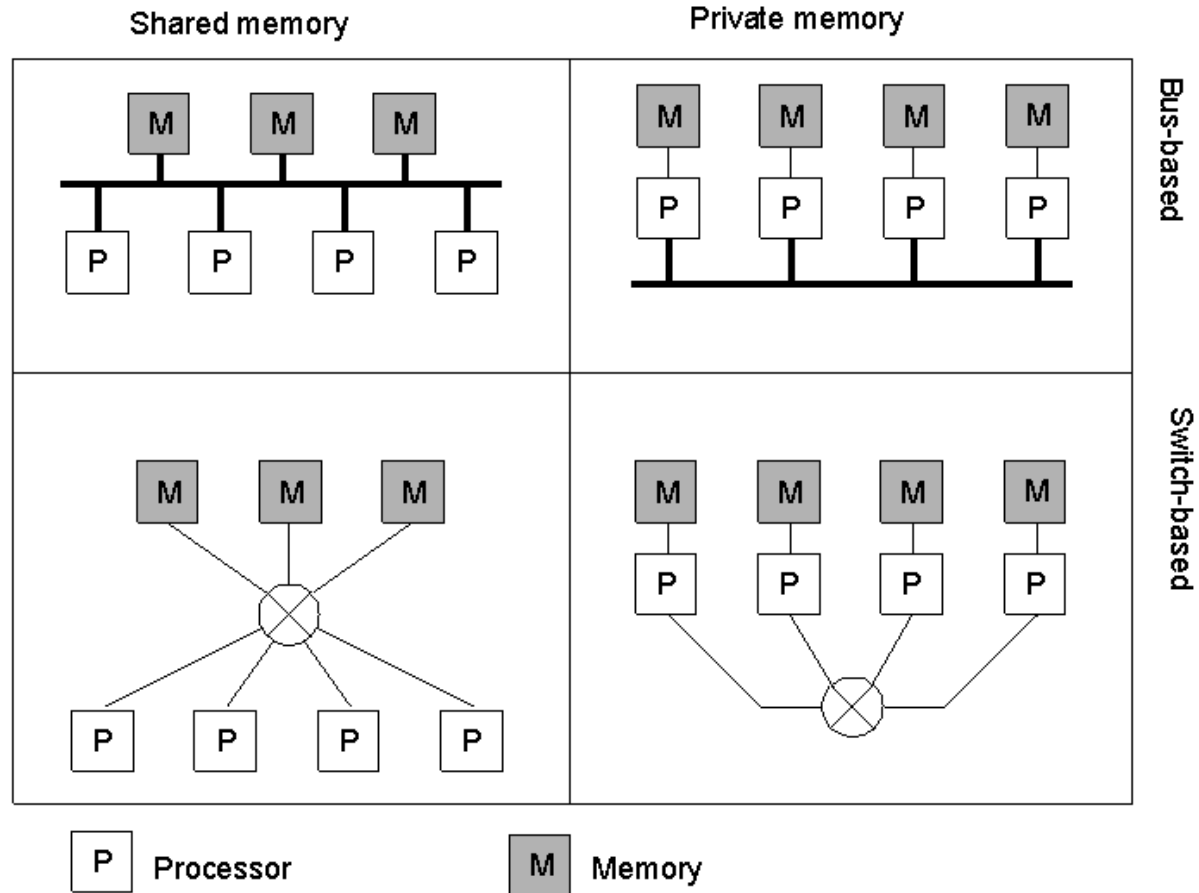 Shared memory
Private memory
M M M
P P P P
M M M M
P P P P
Bus-based
M M M
P P P P
M M M M
P P P P
Switch-based
P Processor
M Memory